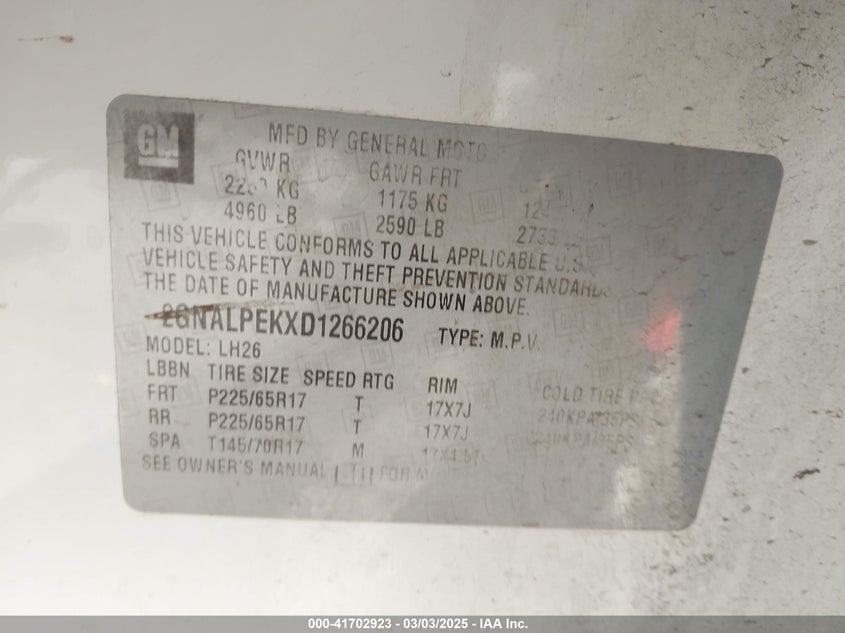 GM
MFD BY GENERAL
GVWR GAWR FRT
KG 1175 KG
4960 LB 2590 LB
THIS VEHICLE CONFORMS TO ALL APPLICABLE U.S.
VEHICLE SAFETY AND THEFT PREVENTION
THE DATE OF MANUFACTURE SHOWN ABOVE.
2GNALPEKXD1266206 TYPE: M.P.V.
MODEL: LH26
LBBN TIRE SIZE SPEED RTG RIM COLD TIRE
FRT P225/65R17 T 17X7J
RR P225/65R17 T 17X7J
SPA T145/70R17 M
SEE OWNER'S MANUAL FOR
000-41702923 / 03/03/2025 - IAA Inc.